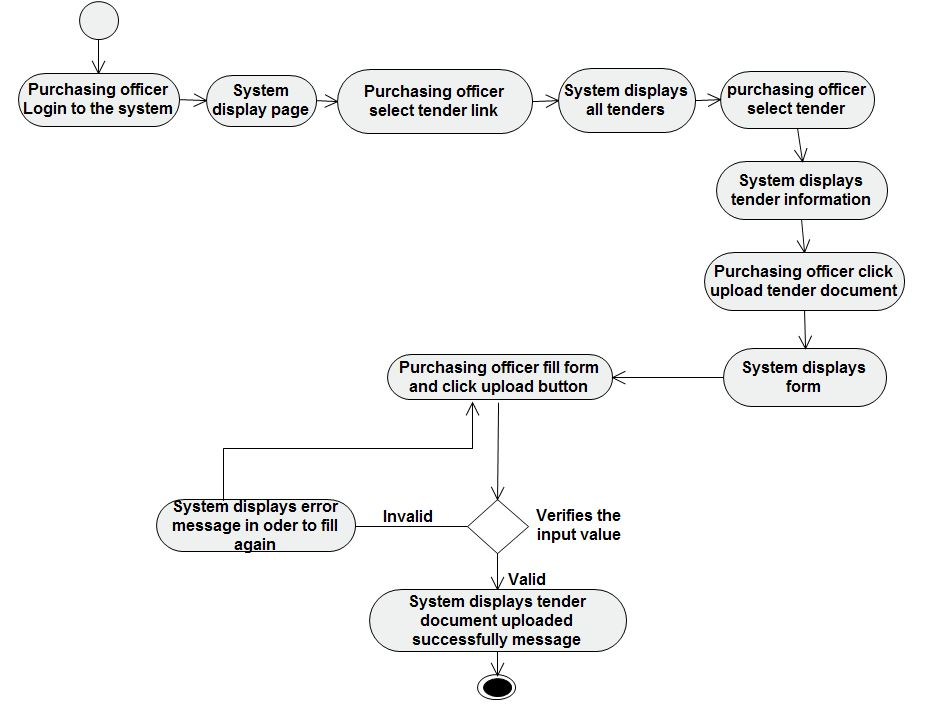 Purchasing officer
Login to the system
System
display page
Purchasing officer
select tender link
System displays
all tenders
purchasing officer
select tender
System displays
tender information
Purchasing officer click
upload tender document
System displays
form
Purchasing officer fill form
and click upload button
System displays error
message in oder to fill
again
Invalid
Verifies the
input value
Valid
System displays tender
document uploaded
successfully message